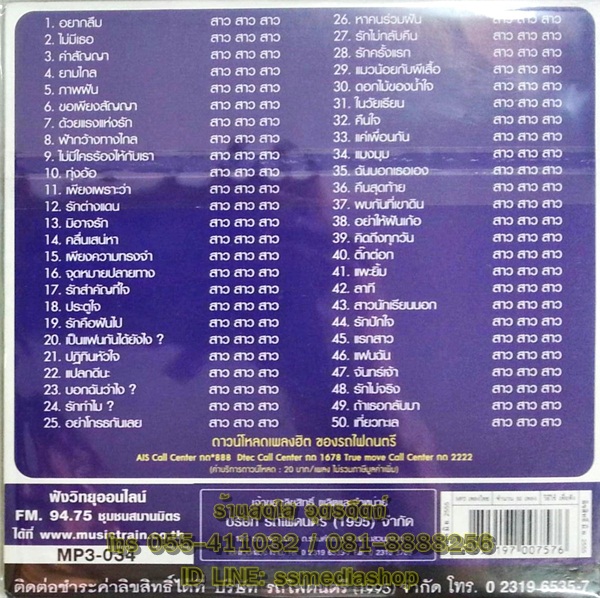 1. อยากลืม สาว สาว สาว
2. ไม่มีเธอ สาว สาว สาว
3. คำสัญญา สาว สาว สาว
4. ยามไกล สาว สาว สาว
5. ภาพฝัน สาว สาว สาว
6. ขอเพียงสัญญา สาว สาว สาว
7. ด้วยแรงแห่งรัก สาว สาว สาว
8. ฟ้ากว้างทางไกล สาว สาว สาว
9. ไม่มีใครร้องไห้กับเรา สาว สาว สาว
10. ทุ่งอ้อ สาว สาว สาว
11. เพียงเพราะว่า สาว สาว สาว
12. รักต่างแดน สาว สาว สาว
13. มิอาจรัก สาว สาว สาว
14. คลื่นเสน่หา สาว สาว สาว
15. เพียงความทรงจำ สาว สาว สาว
16. จุดหมายปลายทาง สาว สาว สาว
17. รักสำคัญที่ใจ สาว สาว สาว
18. ประตูใจ สาว สาว สาว
19. รักคือฝันไป สาว สาว สาว
20. เป็นแฟนกันได้ยังไง ? สาว สาว สาว
21. ปฏิทินหัวใจ สาว สาว สาว
22. แปลกดีนะ สาว สาว สาว
23. บอกฉันว่าไง ? สาว สาว สาว
24. รักทำไม ? สาว สาว สาว
25. อย่าโกรธกันเลย สาว สาว สาว
26. หาคนร่วมฝัน สาว สาว สาว
27. รักไม่กลับคืน สาว สาว สาว
28. รักครั้งแรก สาว สาว สาว
29. แมวน้อยกับผีเสื้อ สาว สาว สาว
30. ดอกไม้ของน้ำใจ สาว สาว สาว
31. ในวัยเรียน สาว สาว สาว
32. คืนใจ สาว สาว สาว
33. แค่เพื่อนกัน สาว สาว สาว
34. แมงมุม สาว สาว สาว
35. ฉันบอกเธอเอง สาว สาว สาว
36. คืนสุดท้าย สาว สาว สาว
37. พบกันที่เขาดิน สาว สาว สาว
38. อย่าให้ฝันเก้อ สาว สาว สาว
39. คิดถึงทุกวัน สาว สาว สาว
40. ติ๊กต่อก สาว สาว สาว
41. แพะยิ้ม สาว สาว สาว
42. ลาที สาว สาว สาว
43. สาวนักเรียนนอก สาว สาว สาว
44. รักปักใจ สาว สาว สาว
45. แรกสาว สาว สาว สาว
46. แฟนฉัน สาว สาว สาว
47. จันทร์เจ้า สาว สาว สาว
48. รักไม่จริง สาว สาว สาว
49. ถ้าเธอกลับมา สาว สาว สาว
50. เที่ยวทะเล สาว สาว สาว
ดาวน์โหลดเพลงฮิต ของรถไฟดนตรี
AIS Call Center กด*888 Dtec Call Center กด 1678 True move Call Center กด 2222
(ค่าบริการดาวน์โหลด : 20 บาท/เพลง ไม่รวมภาษีมูลค่าเพิ่ม)
ฟังวิทยุออนไลน์
FM. 94.75 ชุมชนสมานมิตร
ได้ที่ www.musictrain.co.th
MP3-034
บริษัท รถไฟดนตรี (1995) จำกัด
ร้านสุดใจ อุตรดิตถ์
โทร 055-411032 / 081-8888256
ID LINE: ssmediashop
197 007576
ติดต่อชำระค่าลิขสิทธิ์ได้ที่ บริษัท รถไฟดนตรี (1995) จำกัด โทร. 0 2319-6535-7